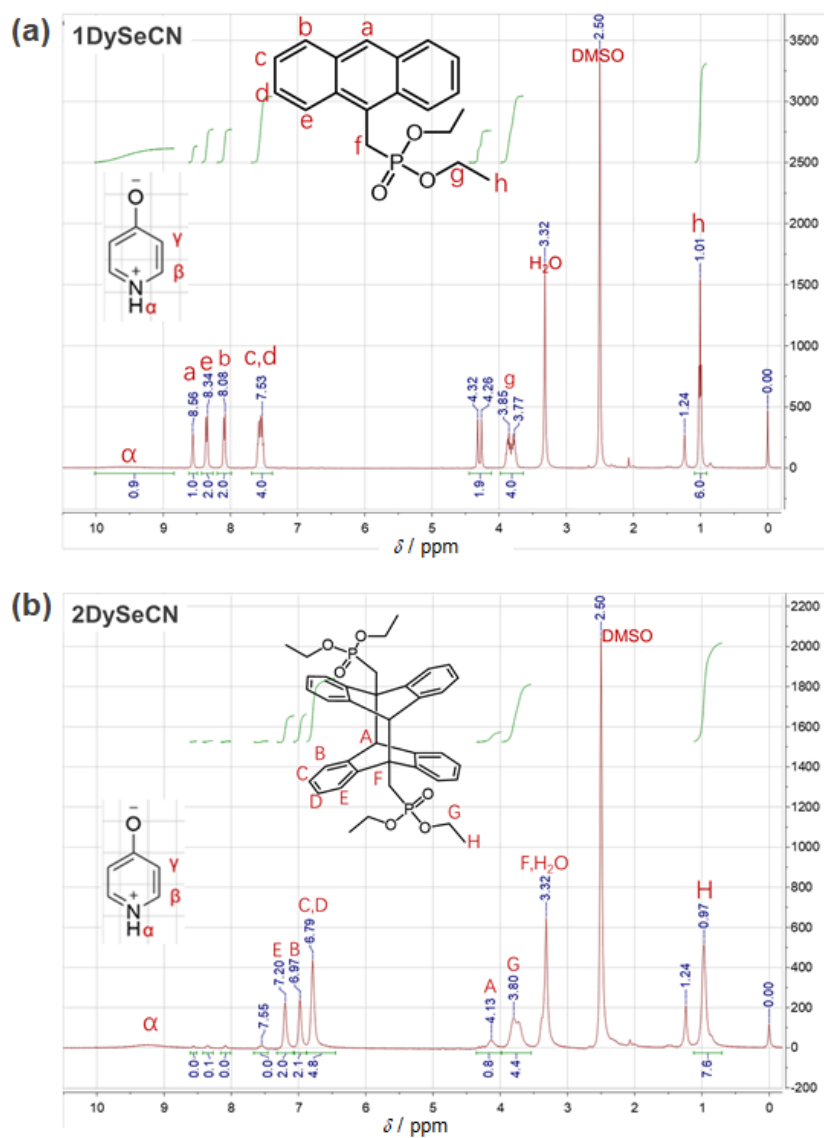 (a) 1DySeCN
b a
c
d
e
f
P
O
O
O
g
h
O⁻
γ
β
N⁺
H α
α
a
8.56
e
8.34
b
8.08
c,d
7.53
4.32
4.26
g
3.85
3.77
H₂O
3.32
DMSO
2.50
h
1.24
1.01
0.00
3500
3000
2500
2000
1500
1000
500
0
0.9
1.0
2.0
2.0
4.0
1.9
4.0
6.0
10 9 8 7 6 5 4 3 2 1 0
δ / ppm
(b) 2DySeCN
O
P
O
O
A
B
C
D
E
F
P
O
O
O
G
H
O⁻
γ
β
N⁺
H α
α
7.55
E
7.20
B
6.97
C,D
6.79
A
4.13
G
3.80
F,H₂O
3.32
DMSO
2.50
H
1.24
0.97
0.00
2200
2000
1800
1600
1400
1200
1000
800
600
400
200
0
-200
0.0
0.1
0.0
0.0
2.0
2.1
4.8
0.8
4.4
7.6
10 9 8 7 6 5 4 3 2 1 0
δ / ppm